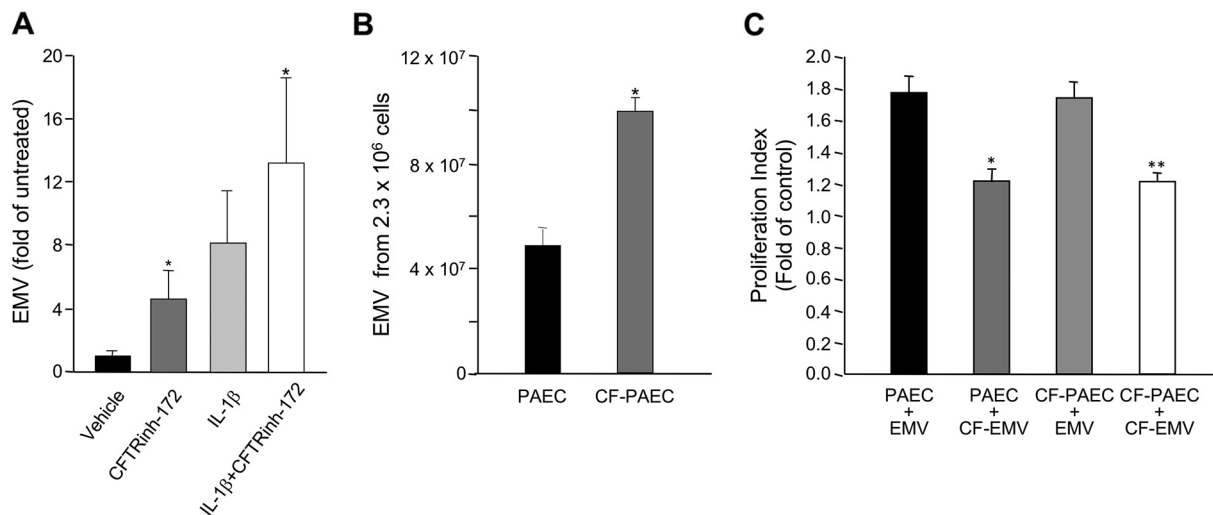 A
EMV (fold of untreated)
20
16
12
8
4
0
*
*
Vehicle
CFTRinh-172
IL-1β
IL-1β+CFTRinh-172
B
EMV from 2.3 x 10⁶ cells
12 x 10⁷
8 x 10⁷
4 x 10⁷
0
*
PAEC
CF-PAEC
C
Proliferation Index
(Fold of control)
2.0
1.8
1.6
1.4
1.2
1.0
0.8
0.6
0.4
0.2
0.0
*
**
PAEC
+
EMV
PAEC
+
CF-EMV
CF-PAEC
+
EMV
CF-PAEC
+
CF-EMV